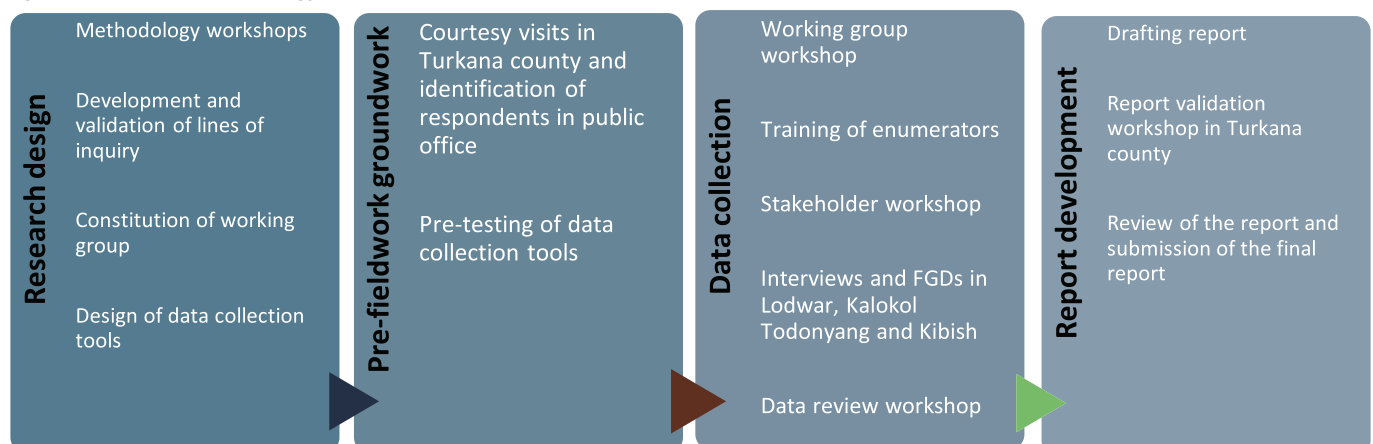 Research design
Methodology workshops
Development and
validation of lines of
inquiry
Constitution of working
group
Design of data collection
tools
Pre-fieldwork groundwork
Courtesy visits in
Turkana county and
identification of
respondents in public
office
Pre-testing of data
collection tools
Data collection
Working group
workshop
Training of enumerators
Stakeholder workshop
Interviews and FGDs in
Lodwar, Kalokol
Todonyang and Kibish
Data review workshop
Report development
Drafting report
Report validation
workshop in Turkana
county
Review of the report and
submission of the final
report